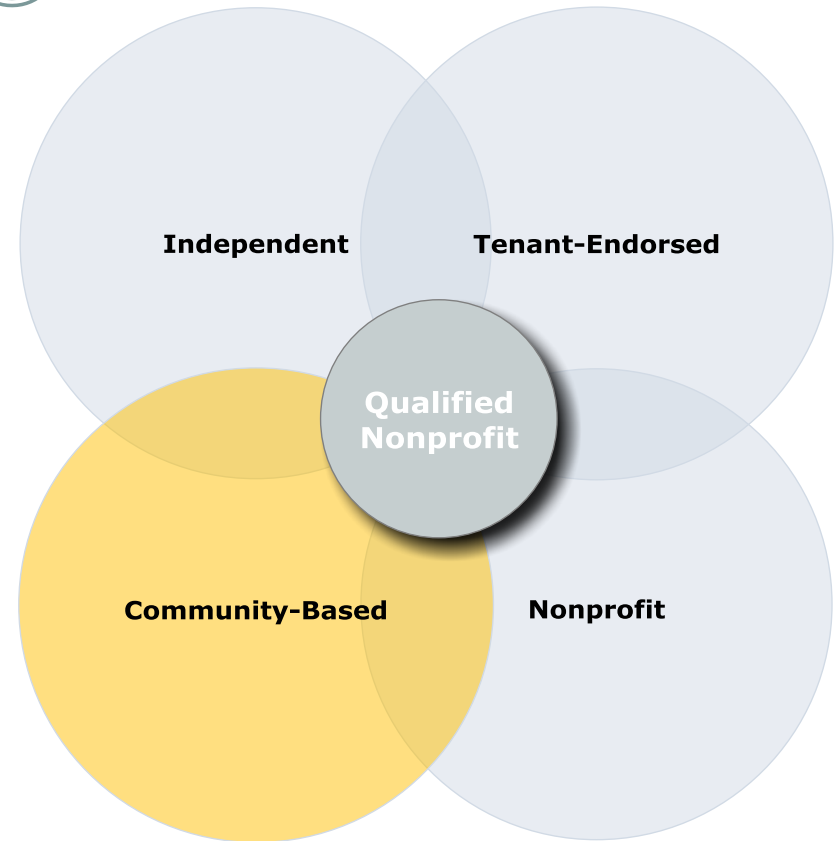 Independent
Tenant-Endorsed
Qualified
Nonprofit
Community-Based
Nonprofit